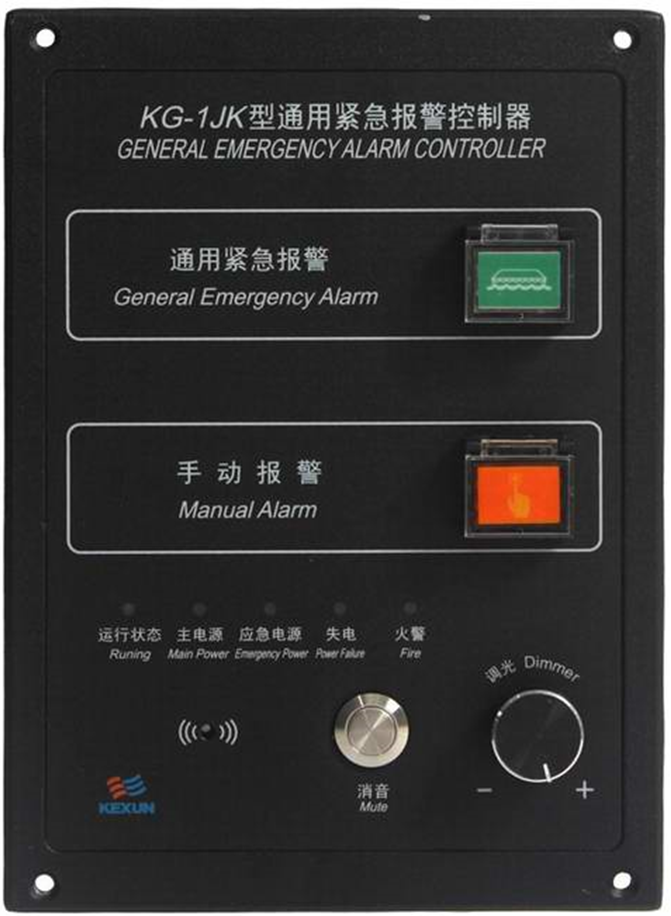 KG-1JK型通用紧急报警控制器
GENERAL EMERGENCY ALARM CONTROLLER
通用紧急报警
General Emergency Alarm
手动报警
Manual Alarm
运行状态 主电源 应急电源 失电 火警
Runing Main Power Emergency Power Power Failure Fire
调光 Dimmer
− +
消音
Mute
KEXUN